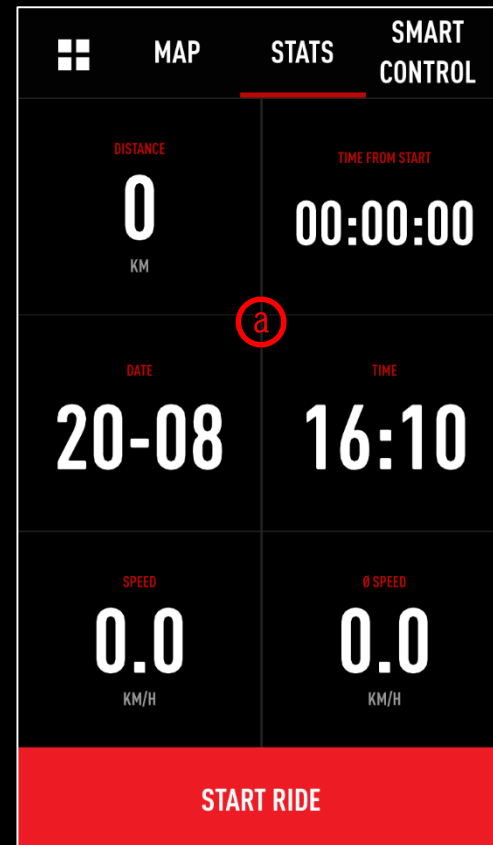 MAP STATS SMART CONTROL
DISTANCE
0
KM
TIME FROM START
00:00:00
a
DATE
20-08
TIME
16:10
SPEED
0.0
KM/H
Ø SPEED
0.0
KM/H
START RIDE